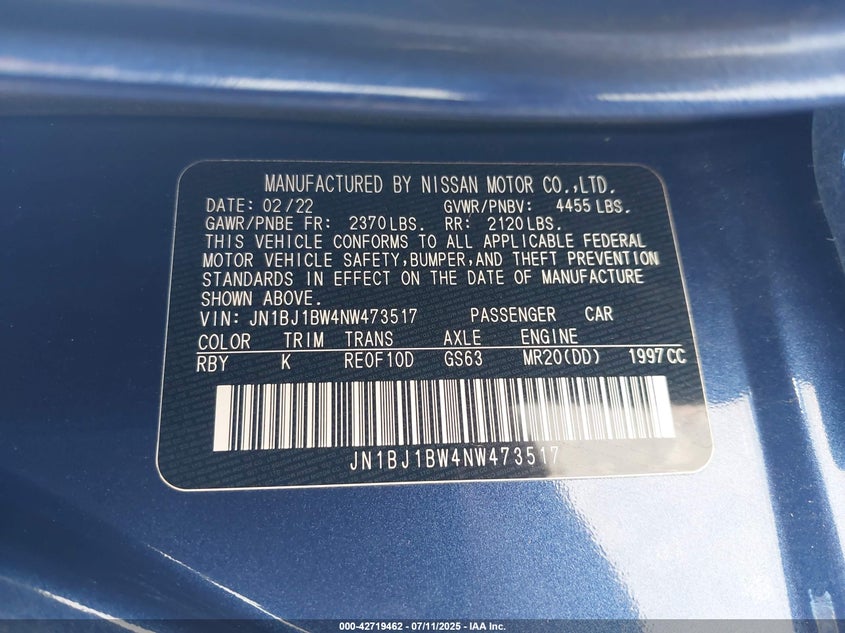 MANUFACTURED BY NISSAN MOTOR CO.,LTD.
DATE: 02/22 GVWR/PNBV: 4455 LBS.
GAWR/PNBE FR: 2370 LBS. RR: 2120 LBS.
THIS VEHICLE CONFORMS TO ALL APPLICABLE FEDERAL
MOTOR VEHICLE SAFETY,BUMPER,AND THEFT PREVENTION
STANDARDS IN EFFECT ON THE DATE OF MANUFACTURE
SHOWN ABOVE.
VIN: JN1BJ1BW4NW473517 PASSENGER CAR
COLOR TRIM TRANS AXLE ENGINE
RBY K RE0F10D GS63 MR20(DD) 1997CC
JN1BJ1BW4NW473517
000-42719462 - 07/11/2025 - IAA Inc.